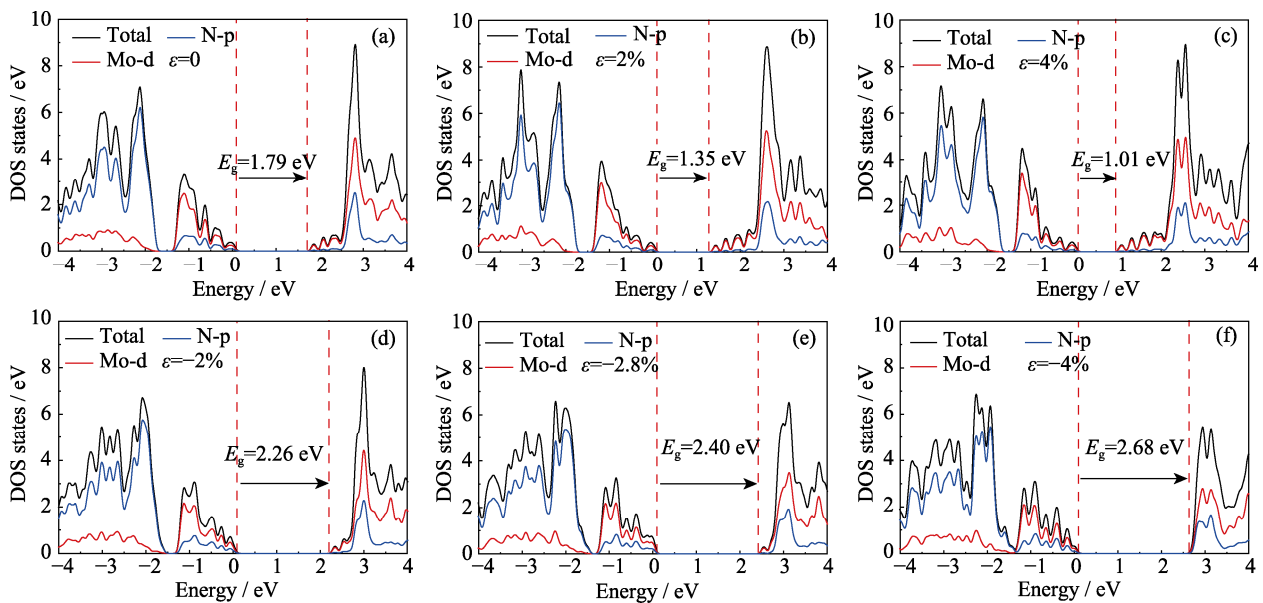 10
8
6
4
2
0
DOS states / eV
Total
N-p
(a)
Mo-d
ε=0
Eg=1.79 eV
−4 −3 −2 −1 0 1 2 3 4
Energy / eV
10
8
6
4
2
0
DOS states / eV
Total
N-p
(b)
Mo-d
ε=2%
Eg=1.35 eV
−4 −3 −2 −1 0 1 2 3 4
Energy / eV
10
8
6
4
2
0
DOS states / eV
Total
N-p
(c)
Mo-d
ε=4%
Eg=1.01 eV
−4 −3 −2 −1 0 1 2 3 4
Energy / eV
10
8
6
4
2
0
DOS states / eV
Total
N-p
(d)
Mo-d
ε=−2%
Eg=2.26 eV
−4 −3 −2 −1 0 1 2 3 4
Energy / eV
10
8
6
4
2
0
DOS states / eV
Total
N-p
(e)
Mo-d
ε=−2.8%
Eg=2.40 eV
−4 −3 −2 −1 0 1 2 3 4
Energy / eV
10
8
6
4
2
0
DOS states / eV
Total
N-p
(f)
Mo-d
ε=−4%
Eg=2.68 eV
−4 −3 −2 −1 0 1 2 3 4
Energy / eV